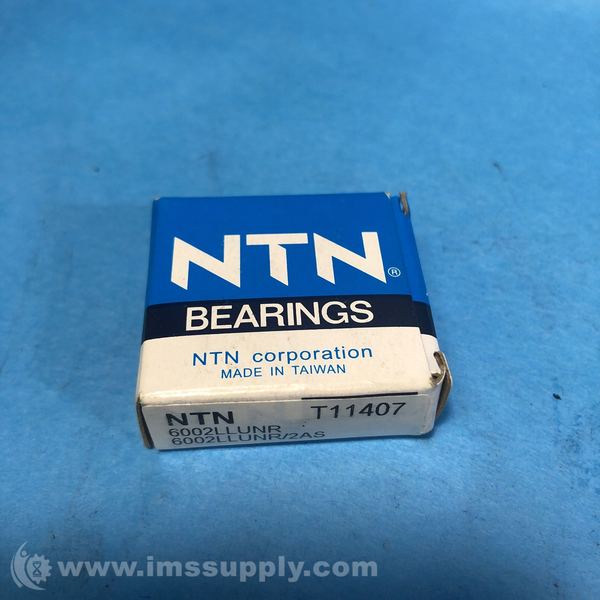 NTN®
BEARINGS
NTN corporation
MADE IN TAIWAN
NTN T11407
6002LLUNR
6002LLUNR/2AS
www.imssupply.com